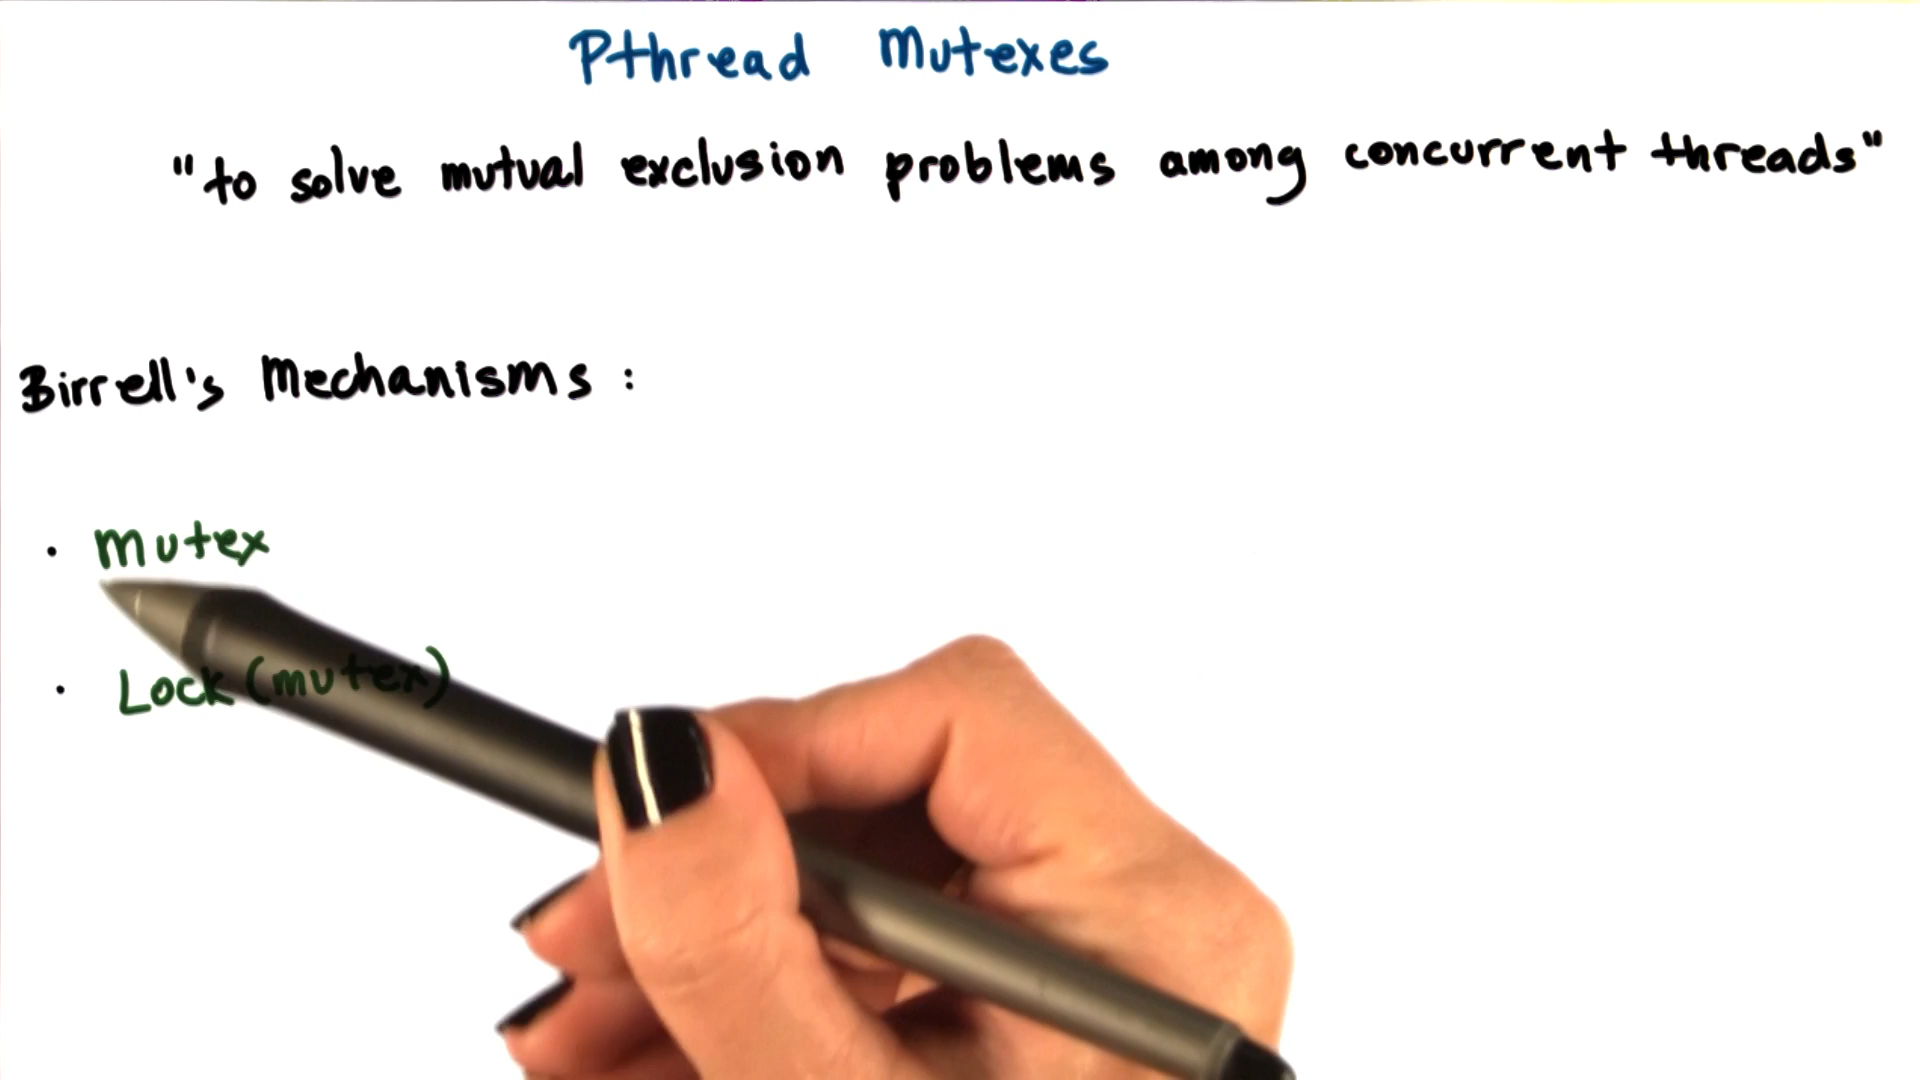 Pthread Mutexes
"to solve mutual exclusion problems among concurrent threads"
Birrell's Mechanisms :
• mutex
• Lock (mutex)